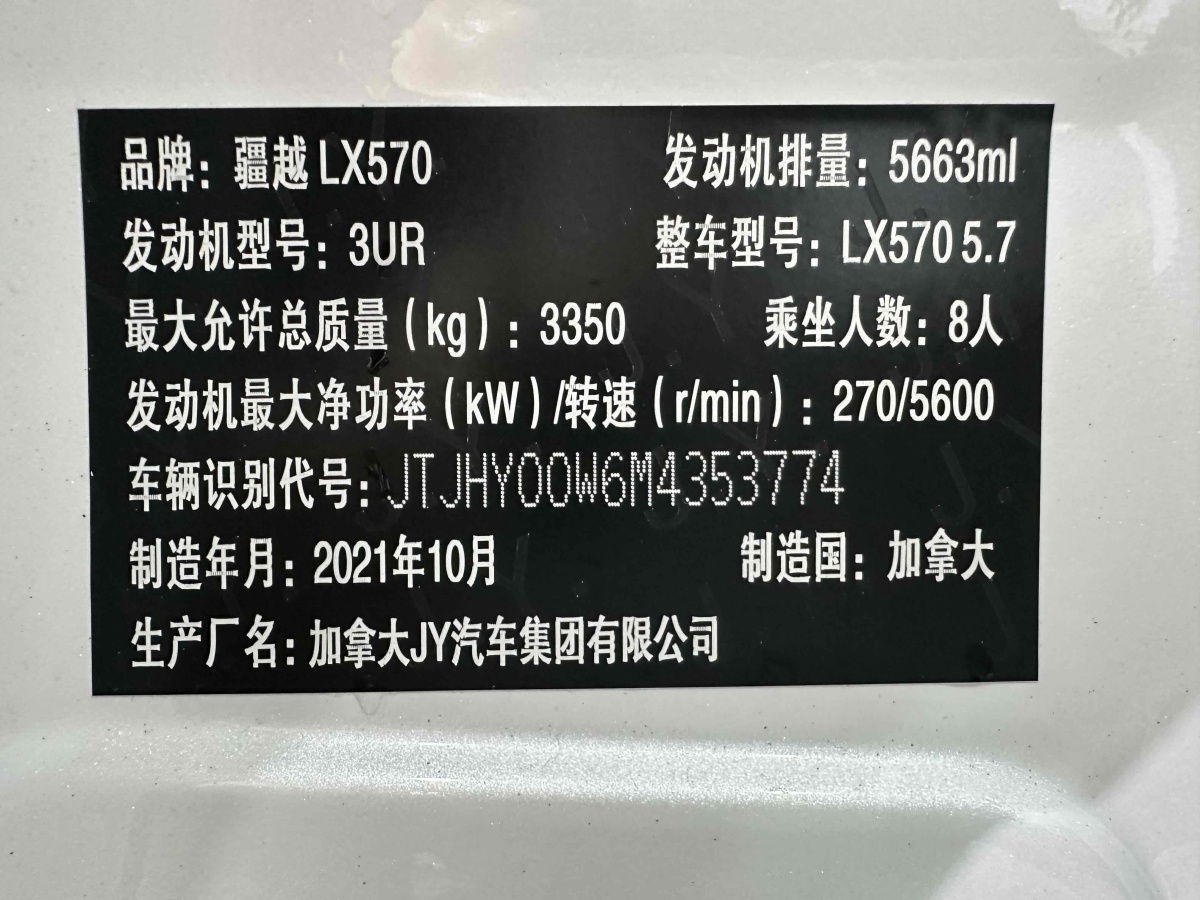 品牌：疆越 LX570 发动机排量：5663ml
发动机型号：3UR 整车型号：LX570 5.7
最大允许总质量（kg）：3350 乘坐人数：8人
发动机最大净功率（kW）/转速（r/min）：270/5600
车辆识别代号：JTJHY00W6M4353774
制造年月：2021年10月 制造国：加拿大
生产厂名：加拿大JY汽车集团有限公司